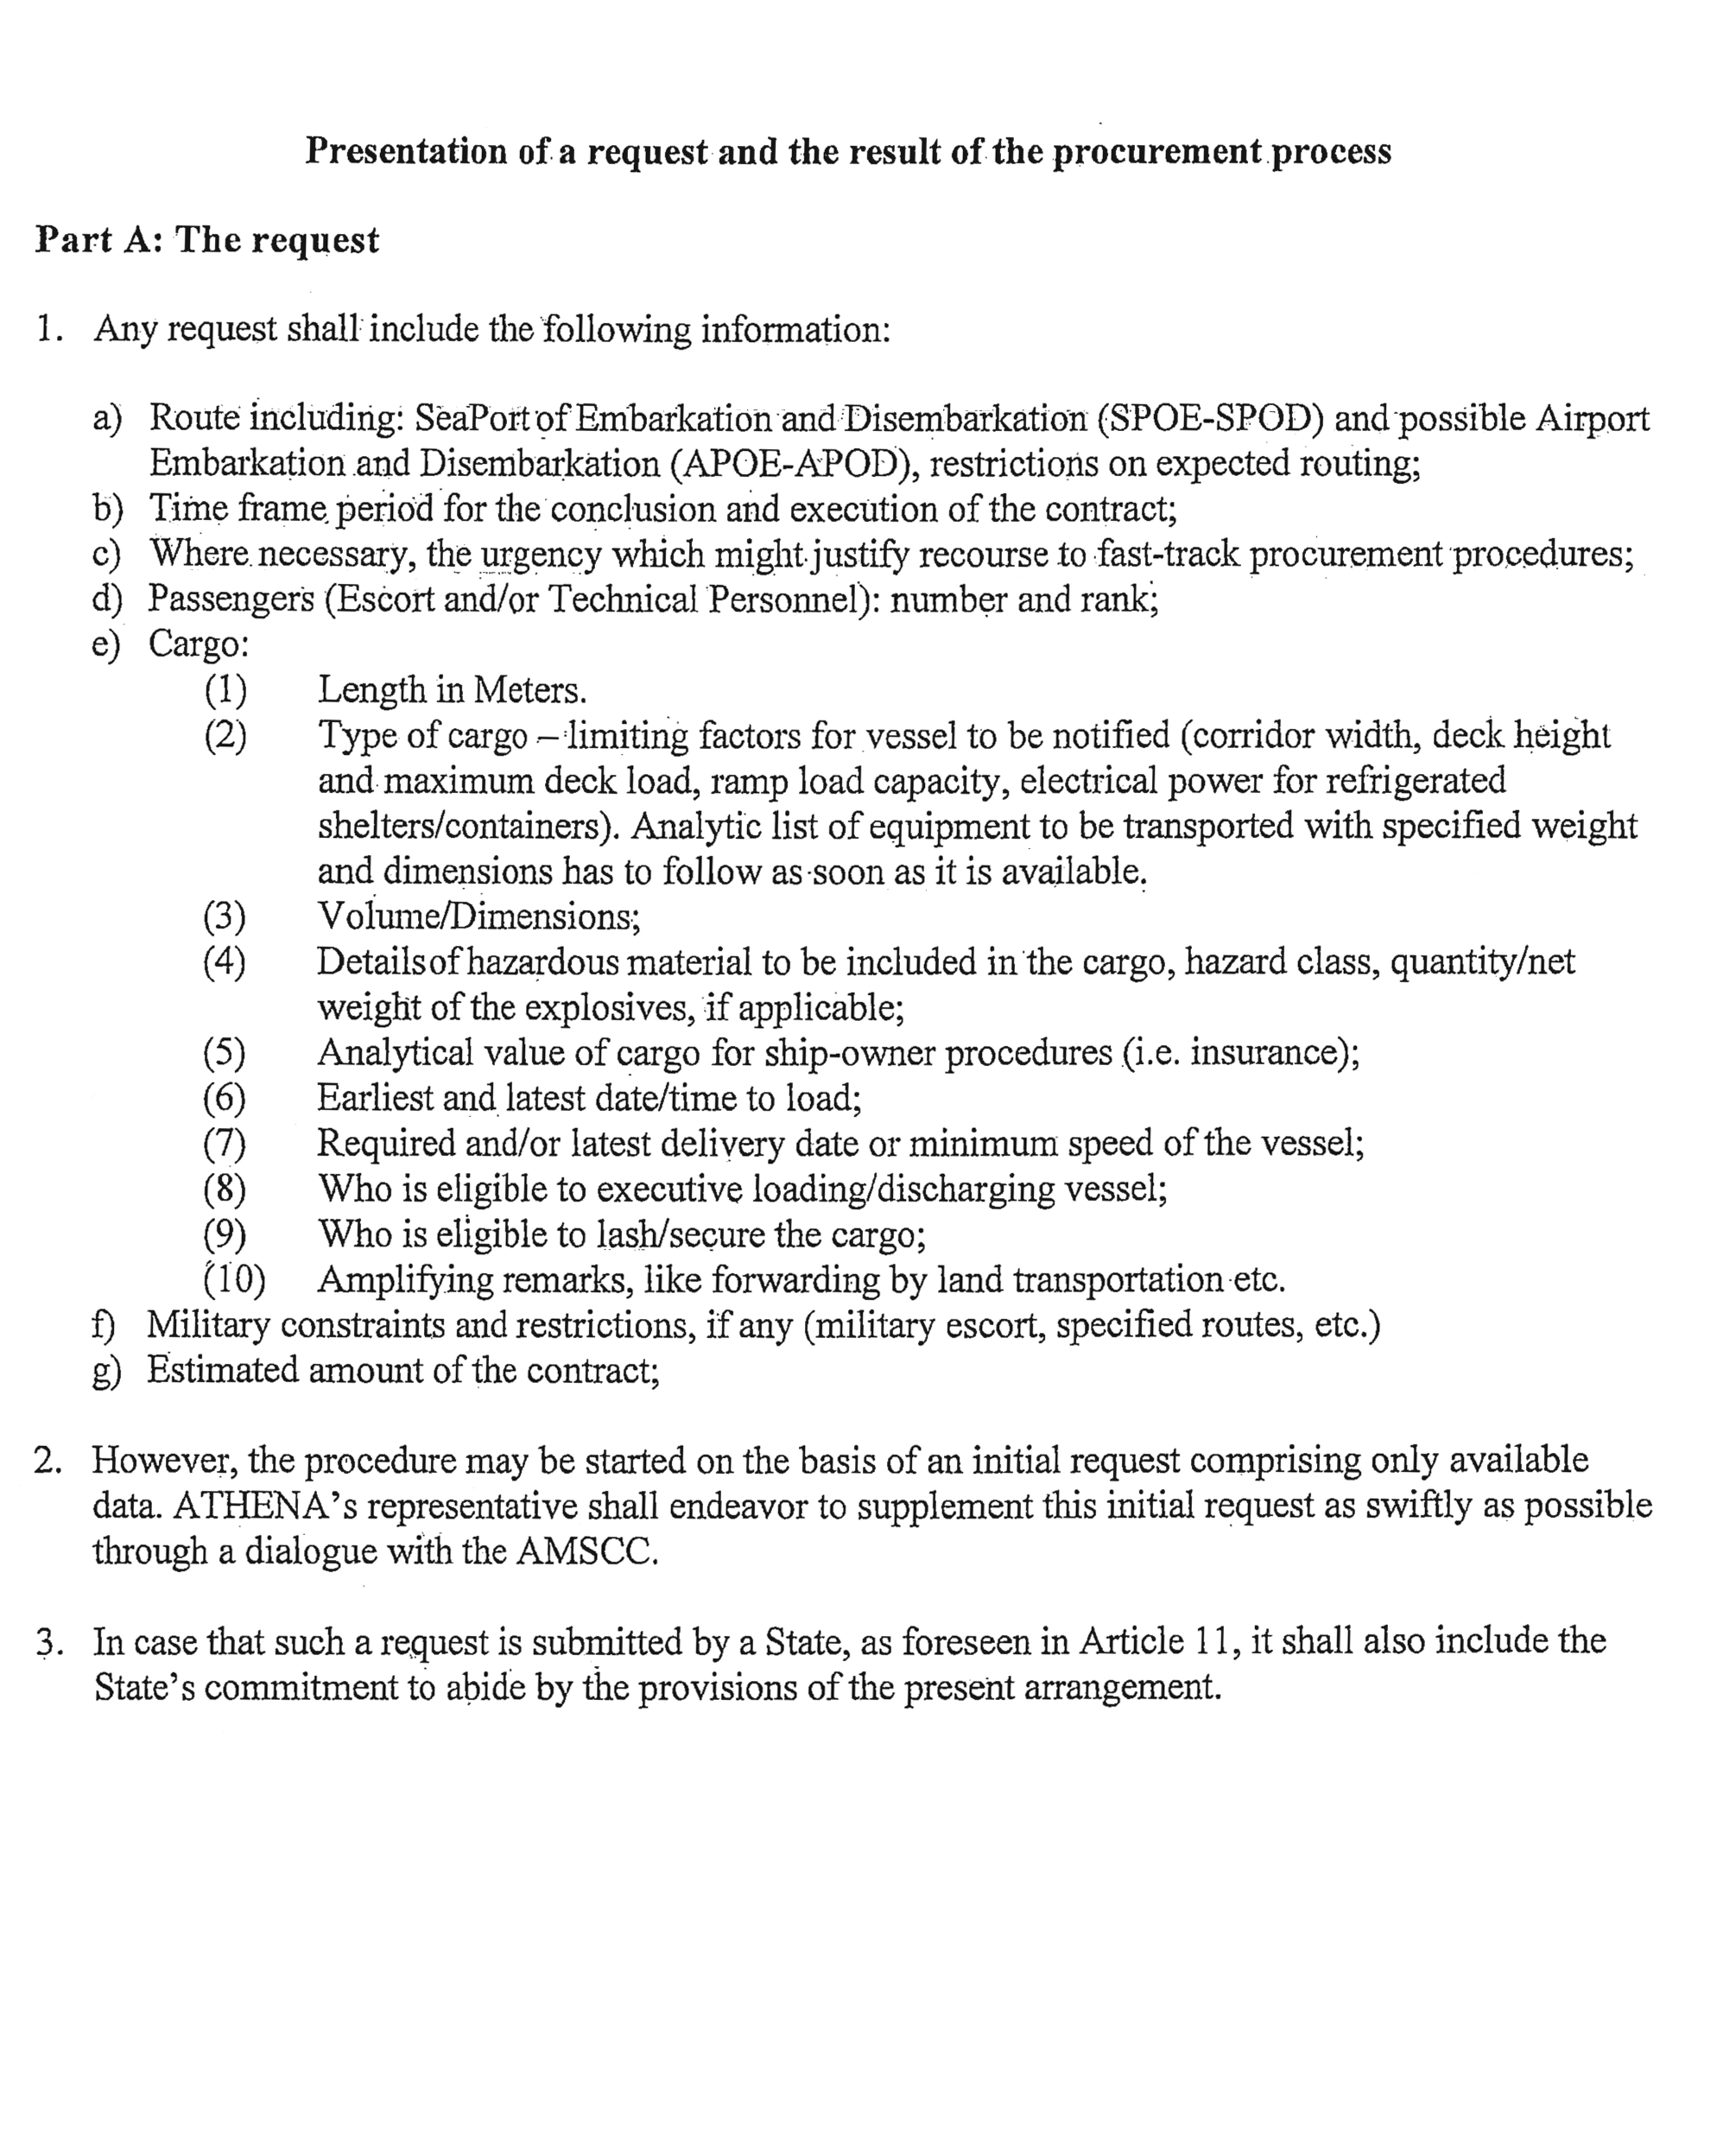 Presentation of a request and the result of the procurement process
Part A: The request
1. Any request shall include the following information:
a) Route including: SeaPort of Embarkation and Disembarkation (SPOE-SPOD) and possible Airport
Embarkation and Disembarkation (APOE-APOD), restrictions on expected routing;
b) Time frame period for the conclusion and execution of the contract;
c) Where necessary, the urgency which might justify recourse to fast-track procurement procedures;
d) Passengers (Escort and/or Technical Personnel): number and rank;
e) Cargo:
(1) Length in Meters.
(2) Type of cargo – limiting factors for vessel to be notified (corridor width, deck height
and maximum deck load, ramp load capacity, electrical power for refrigerated
shelters/containers). Analytic list of equipment to be transported with specified weight
and dimensions has to follow as soon as it is available.
(3) Volume/Dimensions;
(4) Details of hazardous material to be included in the cargo, hazard class, quantity/net
weight of the explosives, if applicable;
(5) Analytical value of cargo for ship-owner procedures (i.e. insurance);
(6) Earliest and latest date/time to load;
(7) Required and/or latest delivery date or minimum speed of the vessel;
(8) Who is eligible to executive loading/discharging vessel;
(9) Who is eligible to lash/secure the cargo;
(10) Amplifying remarks, like forwarding by land transportation etc.
f) Military constraints and restrictions, if any (military escort, specified routes, etc.)
g) Estimated amount of the contract;
2. However, the procedure may be started on the basis of an initial request comprising only available
data. ATHENA's representative shall endeavor to supplement this initial request as swiftly as possible
through a dialogue with the AMSCC.
3. In case that such a request is submitted by a State, as foreseen in Article 11, it shall also include the
State's commitment to abide by the provisions of the present arrangement.